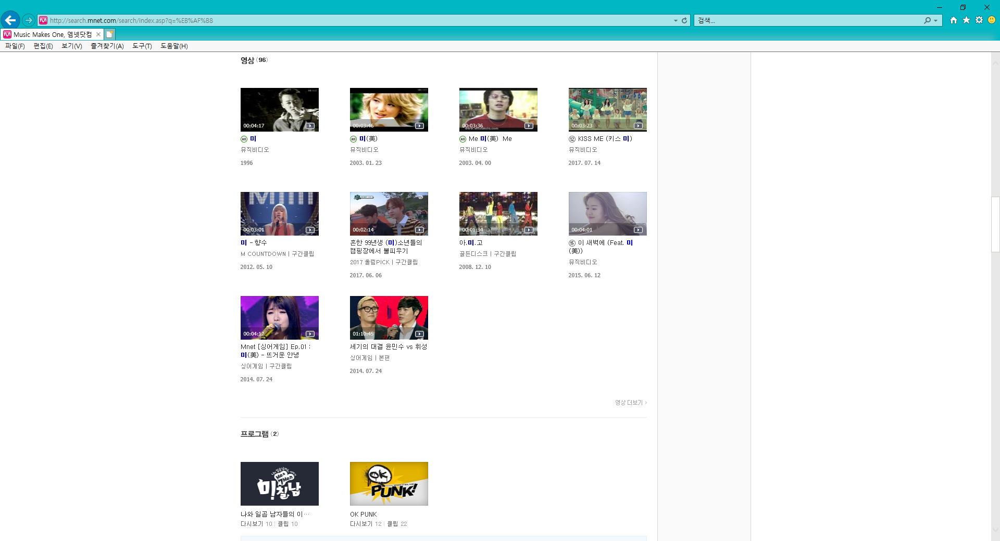 http://search.mnet.com/search/index.asp?q=%EB%AF%B8
검색...
Music Makes One, 엠넷닷컴
파일(F) 편집(E) 보기(V) 즐겨찾기(A) 도구(T) 도움말(H)
영상 (96)
00:04:17
00:03:46
00:03:36
00:03:23
All 미
뮤직비디오
1996
All 미(美)
뮤직비디오
2003. 01. 23
All Me 미(美) Me
뮤직비디오
2003. 04. 00
12 KISS ME (키스 미)
뮤직비디오
2017. 07. 14
00:03:01
00:02:14
00:01:34
00:04:01
미 - 향수
M COUNTDOWN | 구간클립
2012. 05. 10
흔한 99년생 (미)소년들의
캠핑장에서 불피우기
2017 울림PICK | 구간클립
2017. 06. 06
아.미.고
골든디스크 | 구간클립
2008. 12. 10
15 이 새벽에 (Feat. 미
(美))
뮤직비디오
2015. 06. 12
00:04:12
01:10:45
Mnet [싱어게임] Ep.01 :
미(美) - 뜨거운 안녕
싱어게임 | 구간클립
2014. 07. 24
세기의 대결 윤민수 vs 휘성
싱어게임 | 본편
2014. 07. 24
영상 더보기 >
프로그램 (2)
미칠남
OK PUNK!
나와 일곱 남자들의 이…
다시보기 10 | 클립 10
OK PUNK
다시보기 12 | 클립 22